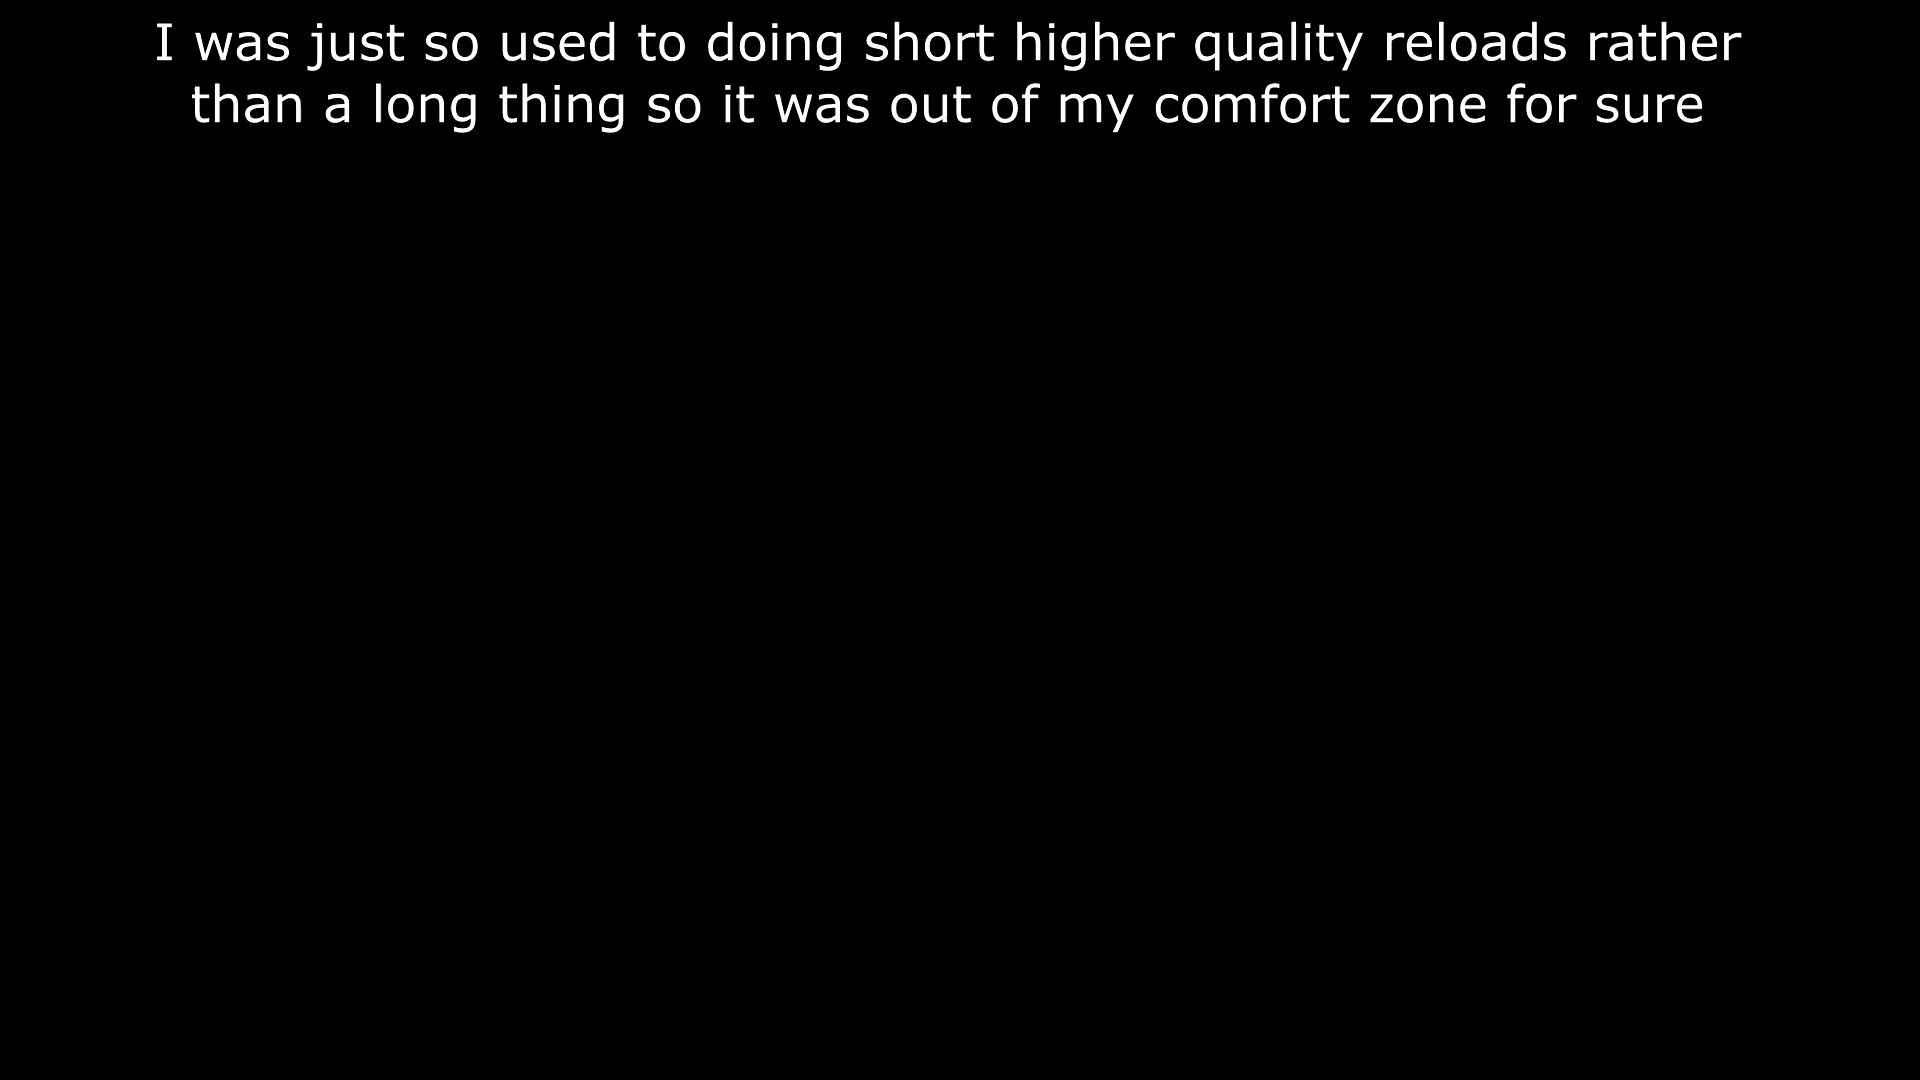 I was just so used to doing short higher quality reloads rather
than a long thing so it was out of my comfort zone for sure